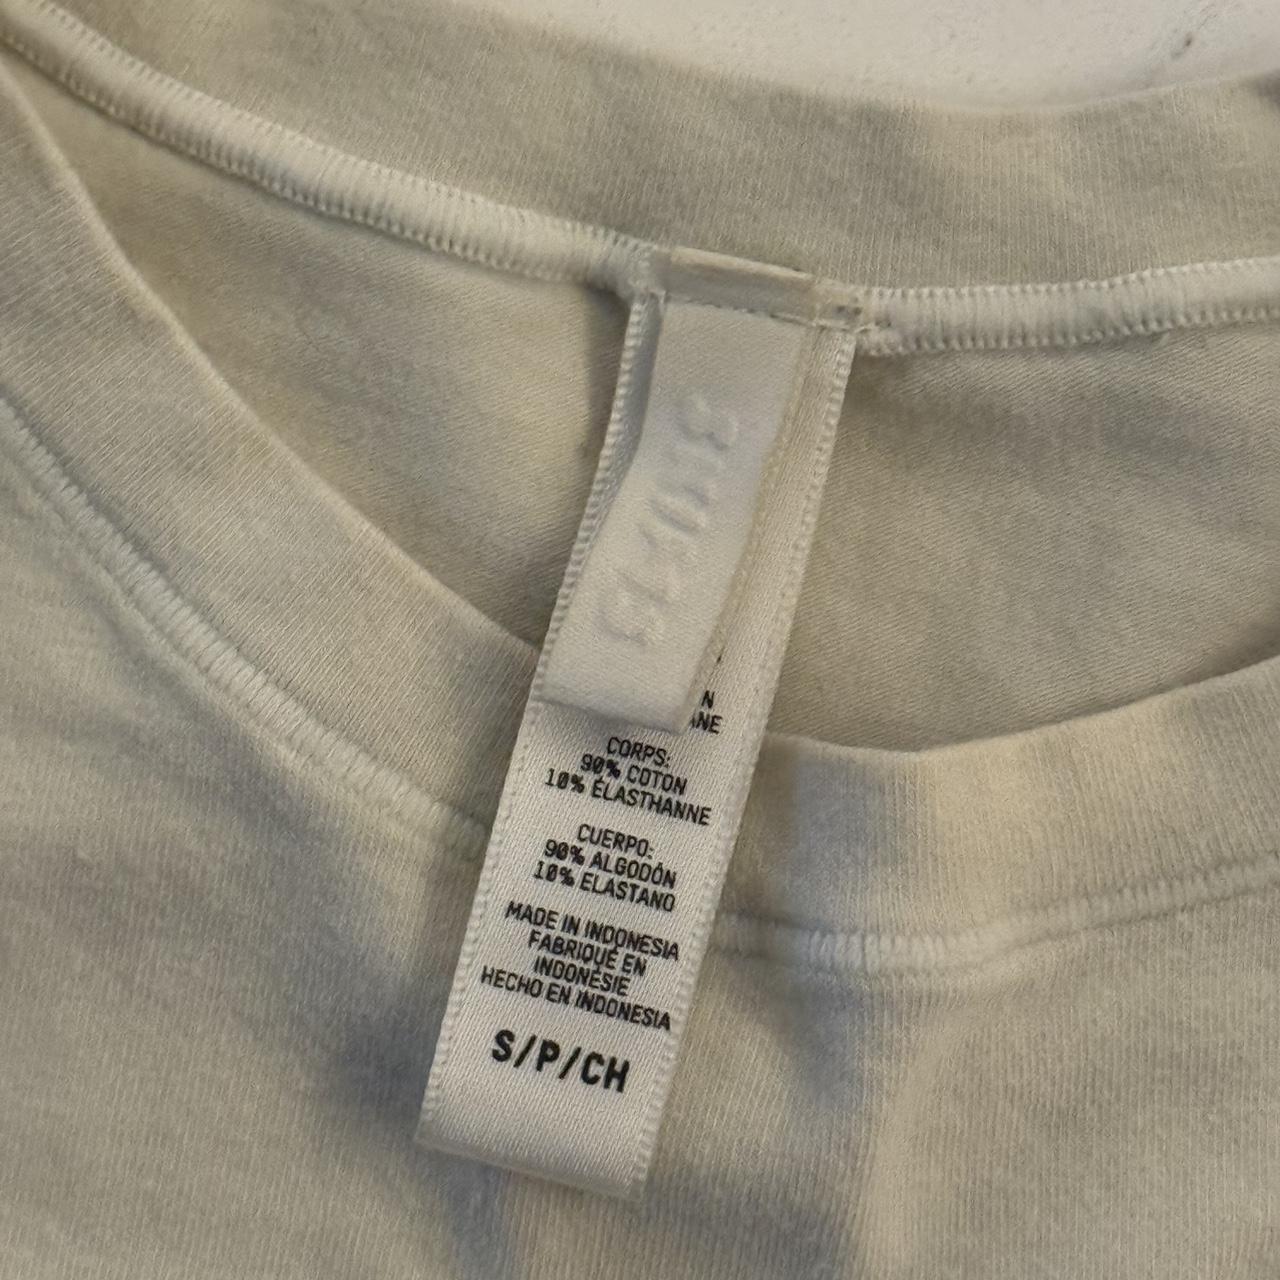 N
ANE
CORPS:
90% COTON
10% ÉLASTHANNE
CUERPO:
90% ALGODÓN
10% ELASTANO
MADE IN INDONESIA
FABRIQUÉ EN
INDONÉSIE
HECHO EN INDONESIA
S/P/CH